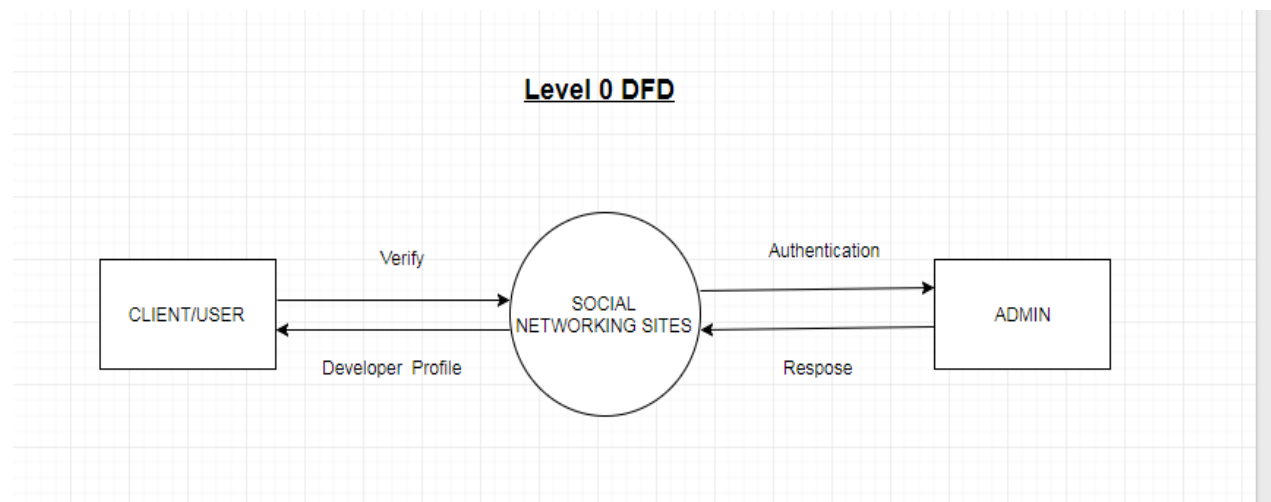 Level 0 DFD
Verify
Authentication
CLIENT/USER
SOCIAL
NETWORKING SITES
ADMIN
Developer Profile
Respose